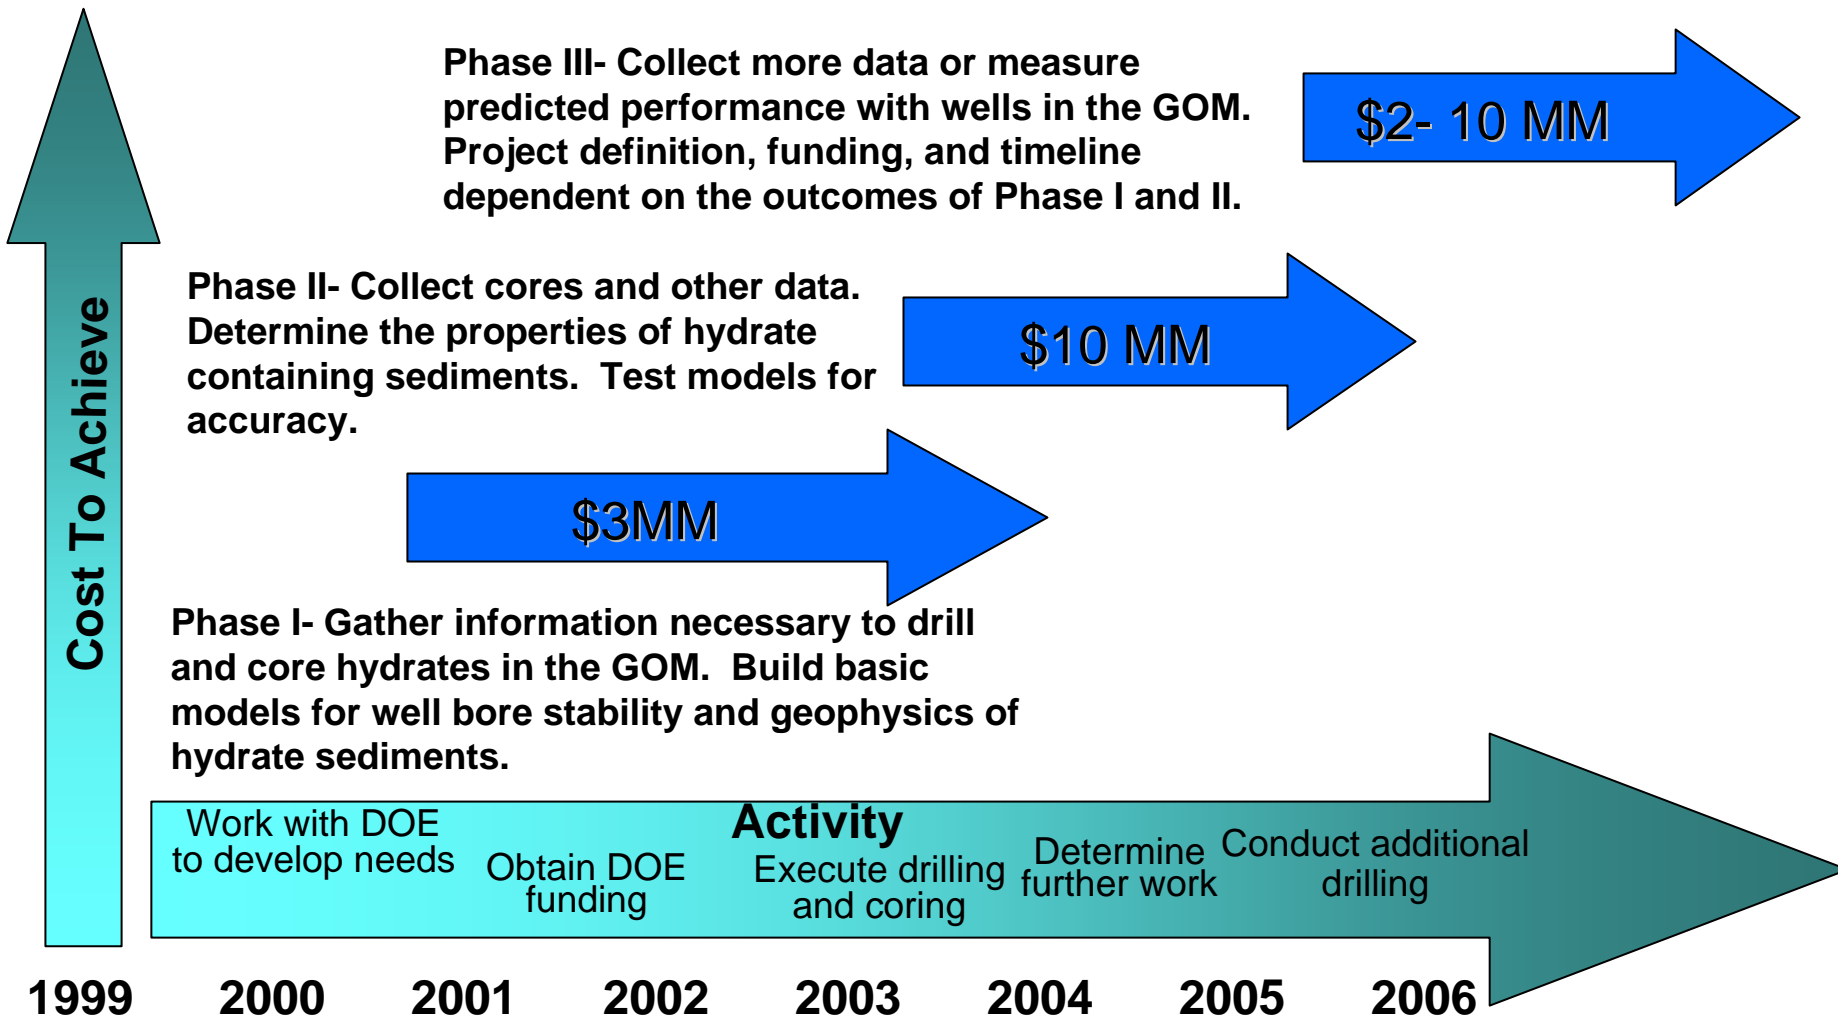 Phase III- Collect more data or measure
predicted performance with wells in the GOM.
Project definition, funding, and timeline
dependent on the outcomes of Phase I and II.
$2- 10 MM
Phase II- Collect cores and other data.
Determine the properties of hydrate
containing sediments.  Test models for
accuracy.
$10 MM
Cost To Achieve
$3MM
Phase I- Gather information necessary to drill
and core hydrates in the GOM.  Build basic
models for well bore stability and geophysics of
hydrate sediments.
Activity
Work with DOE
to develop needs
Obtain DOE
funding
Execute drilling
and coring
Determine
further work
Conduct additional
drilling
1999 2000 2001 2002 2003 2004 2005 2006